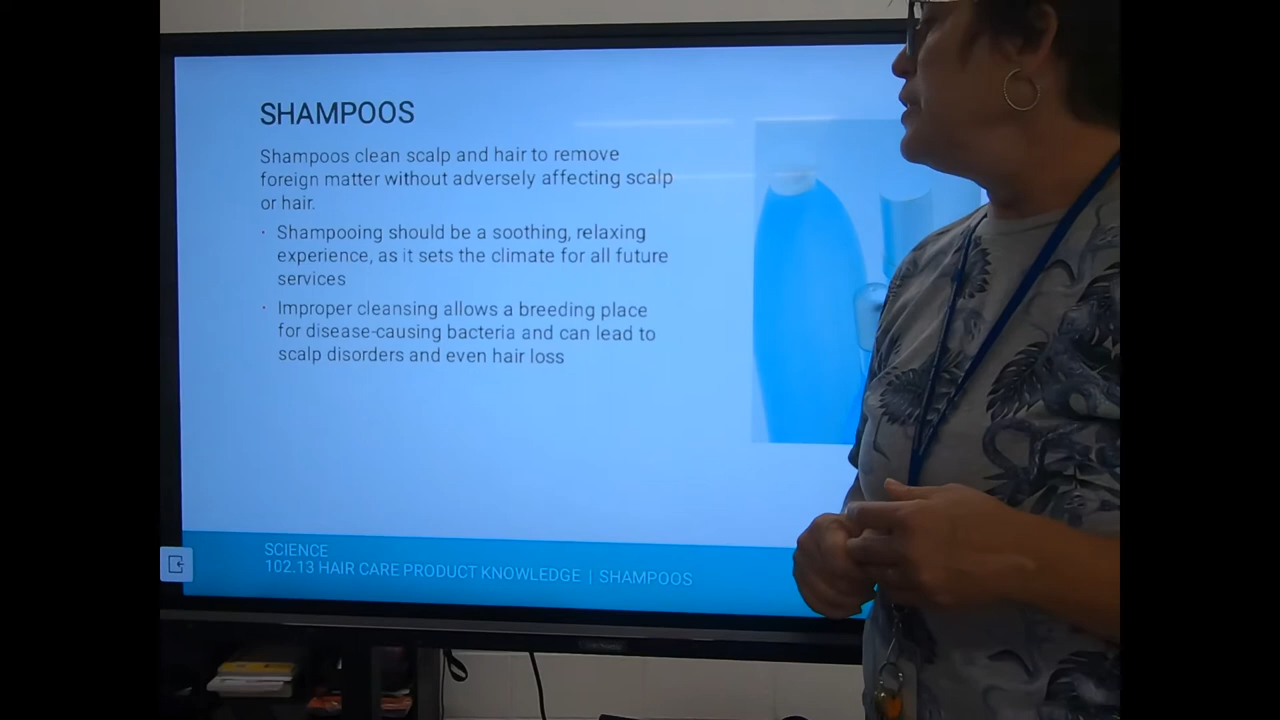 SHAMPOOS
Shampoos clean scalp and hair to remove
foreign matter without adversely affecting scalp
or hair.
· Shampooing should be a soothing, relaxing
experience, as it sets the climate for all future
services
· Improper cleansing allows a breeding place
for disease-causing bacteria and can lead to
scalp disorders and even hair loss
SCIENCE
102.13 HAIR CARE PRODUCT KNOWLEDGE | SHAMPOOS